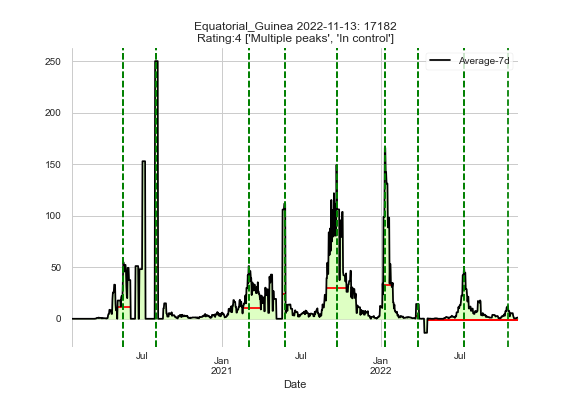 Equatorial_Guinea 2022-11-13: 17182
Rating:4 ['Multiple peaks', 'In control']
Average-7d
250
200
150
100
50
0
Jul
Jan
2021
Jul
Jan
2022
Jul
Date